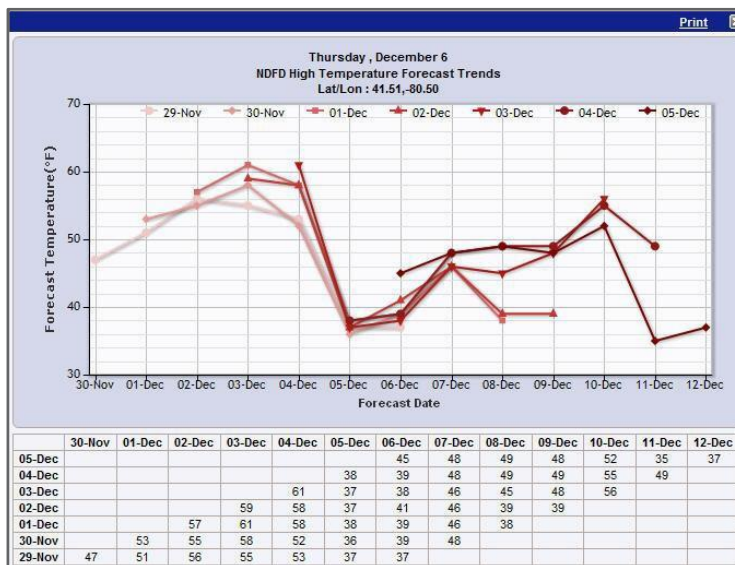 Print
Thursday , December 6
NDFD High Temperature Forecast Trends
Lat/Lon : 41.51,-80.50
29-Nov 30-Nov 01-Dec 02-Dec 03-Dec 04-Dec 05-Dec
Forecast Temperature(°F)
70
60
50
40
30
30-Nov 01-Dec 02-Dec 03-Dec 04-Dec 05-Dec 06-Dec 07-Dec 08-Dec 09-Dec 10-Dec 11-Dec 12-Dec
Forecast Date
30-Nov 01-Dec 02-Dec 03-Dec 04-Dec 05-Dec 06-Dec 07-Dec 08-Dec 09-Dec 10-Dec 11-Dec 12-Dec
05-Dec 45 48 49 48 52 35 37
04-Dec 38 39 48 49 49 55 49
03-Dec 61 37 38 46 45 48 56
02-Dec 59 58 37 41 46 39 39
01-Dec 57 61 58 38 39 46 38
30-Nov 53 55 58 52 36 39 48
29-Nov 47 51 56 55 53 37 37